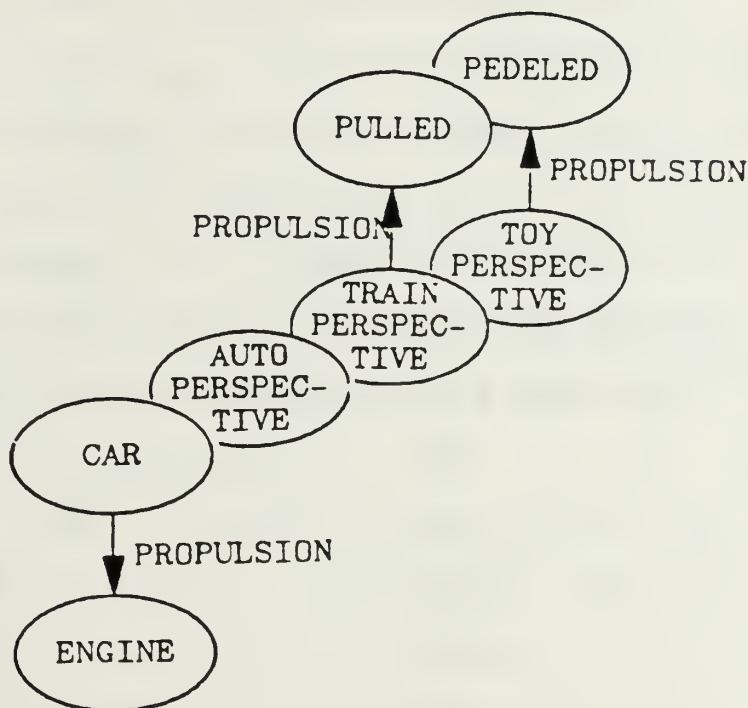 PEDELED
PULLED
PROPULSION
PROPULSION
TOY
PERSPEC-
TIVE
TRAIN
PERSPEC-
TIVE
AUTO
PERSPEC-
TIVE
CAR
PROPULSION
ENGINE